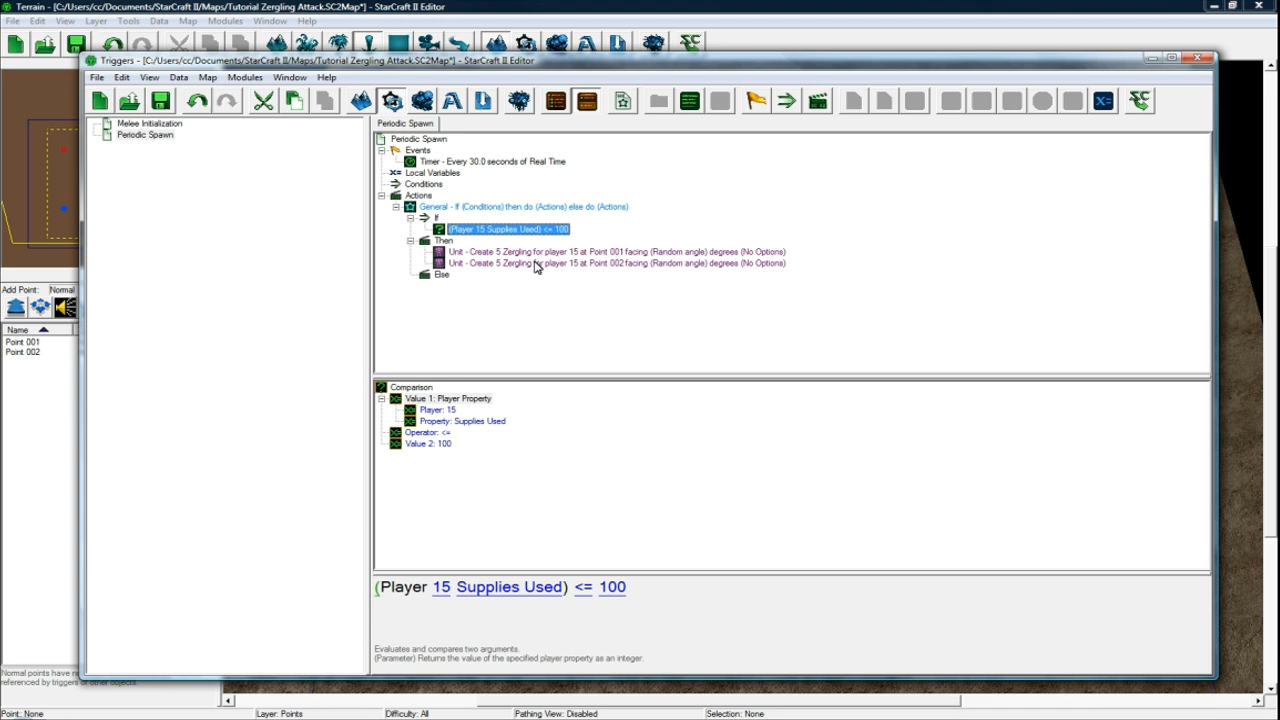 Terrain - [C:/Users/cc/Documents/StarCraft II/Maps/Tutorial Zergling Attack.SC2Map*] - StarCraft II Editor
File Edit View Layer Tools Data Map Modules Window Help
Triggers - [C:/Users/cc/Documents/StarCraft II/Maps/Tutorial Zergling Attack.SC2Map*] - StarCraft II Editor
File Edit View Data Map Modules Window Help
Melee Initialization
Periodic Spawn
Periodic Spawn
Periodic Spawn
Events
Timer - Every 30.0 seconds of Real Time
Local Variables
Conditions
Actions
General - If (Conditions) then do (Actions) else do (Actions)
If
(Player 15 Supplies Used) <= 100
Then
Unit - Create 5 Zergling for player 15 at Point 001 facing (Random angle) degrees (No Options)
Unit - Create 5 Zergling for player 15 at Point 002 facing (Random angle) degrees (No Options)
Else
Add Point: Normal
Name
Point 001
Point 002
Comparison
Value 1: Player Property
Player: 15
Property: Supplies Used
Operator: <=
Value 2: 100
(Player 15 Supplies Used) <= 100
Evaluates and compares two arguments.
(Parameter) Returns the value of the specified player property as an integer.
Normal points have
referenced by triggers or other objects.
Point: None Layer: Points Difficulty: All Pathing View: Disabled Selection: None